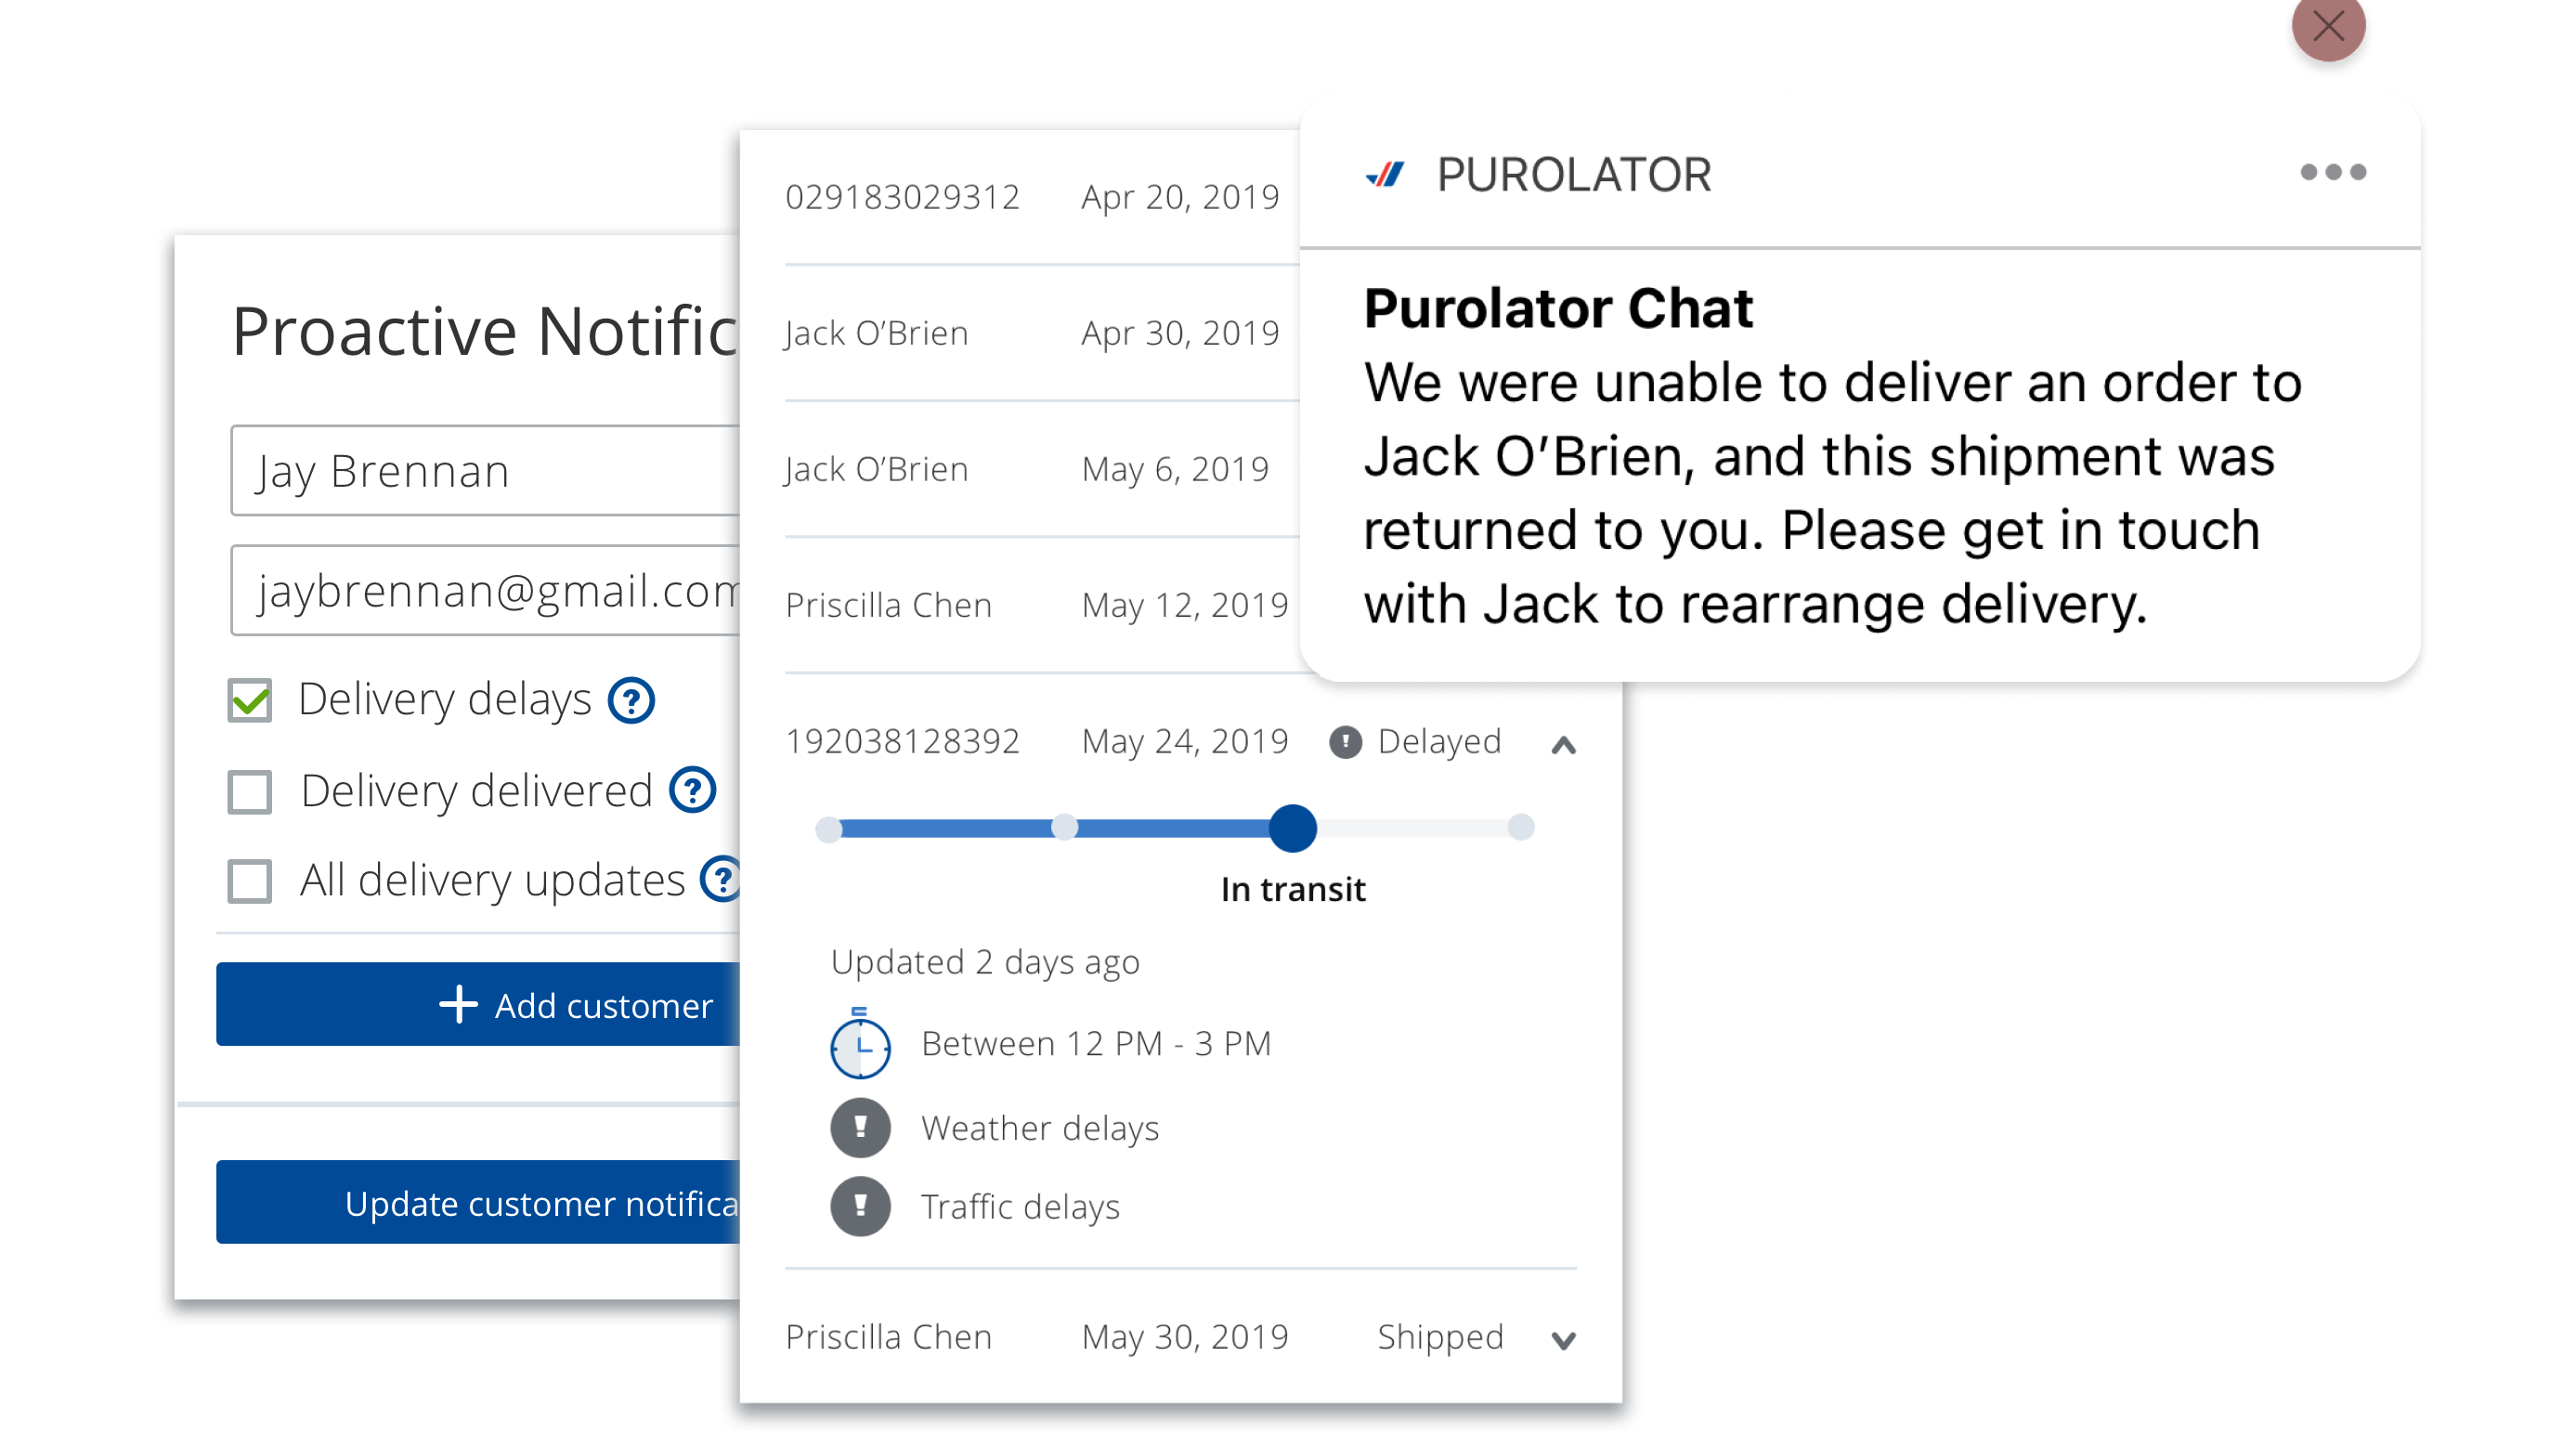 Proactive Notific
Jay Brennan
jaybrennan@gmail.com
Delivery delays ?
Delivery delivered ?
All delivery updates ?
+ Add customer
Update customer notifica
029183029312 Apr 20, 2019
Jack O’Brien Apr 30, 2019
Jack O’Brien May 6, 2019
Priscilla Chen May 12, 2019
192038128392 May 24, 2019 ! Delayed
In transit
Updated 2 days ago
Between 12 PM - 3 PM
! Weather delays
! Traffic delays
Priscilla Chen May 30, 2019 Shipped
PUROLATOR
Purolator Chat
We were unable to deliver an order to
Jack O’Brien, and this shipment was
returned to you. Please get in touch
with Jack to rearrange delivery.